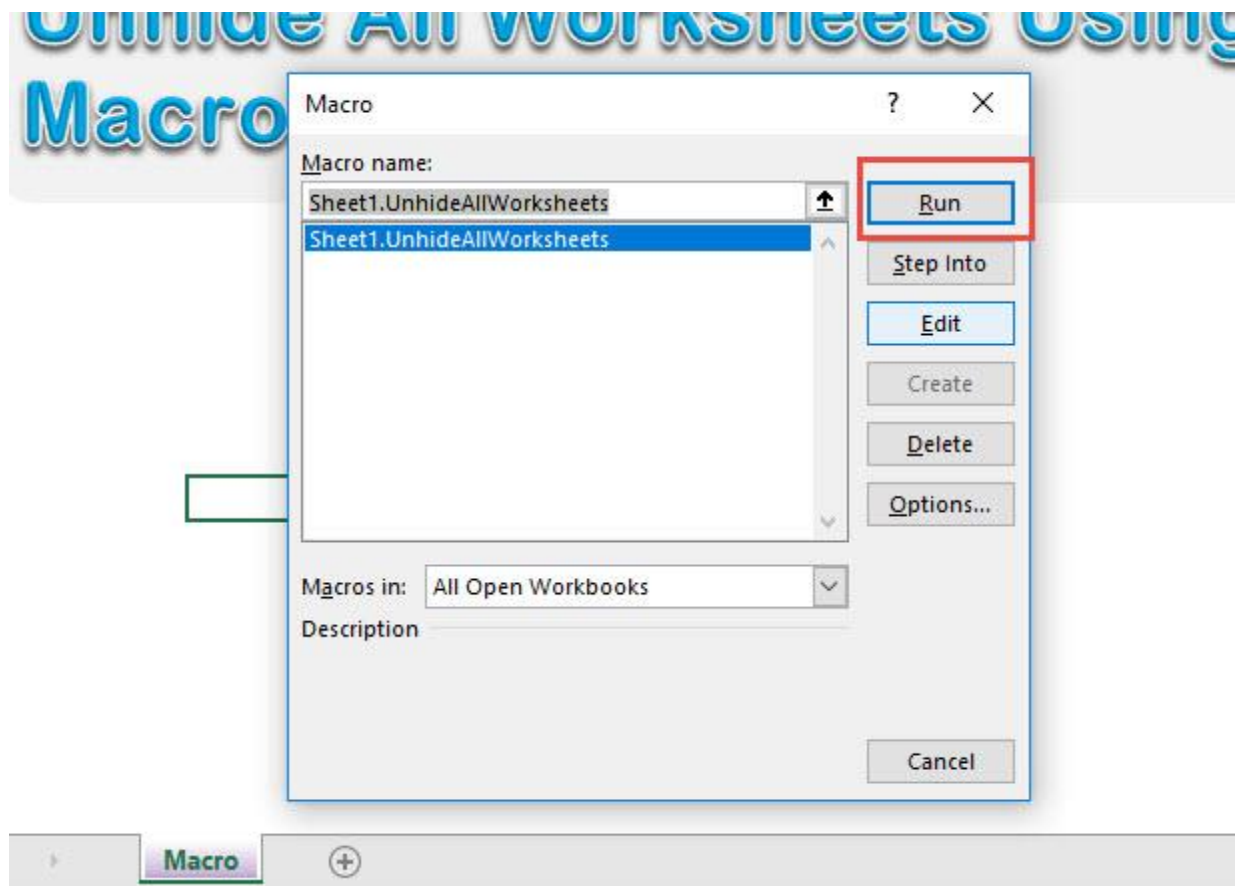 Unhide All Worksheets Using
Macro
Macro ?
Macro name:
Sheet1.UnhideAllWorksheets
Sheet1.UnhideAllWorksheets
Run
Step Into
Edit
Create
Delete
Options...
Macros in: All Open Workbooks
Description
Cancel
Macro